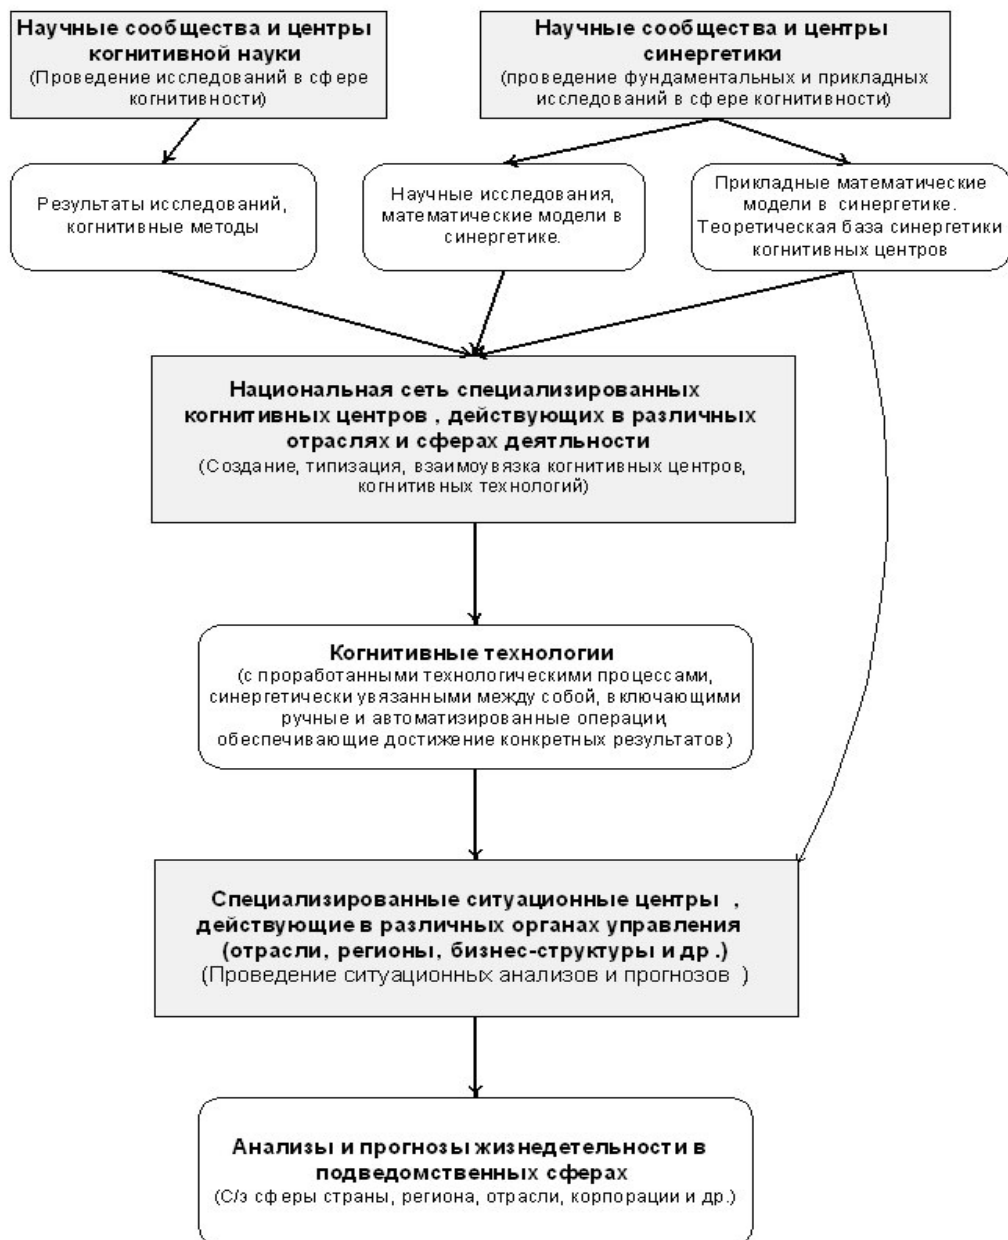 Научные сообщества и центры
когнитивной науки
(Проведение исследований в сфере
когнитивности)
Научные сообщества и центры
синергетики
(проведение фундаментальных и прикладных
исследований в сфере когнитивности)
Результаты исследований,
когнитивные методы
Научные исследования,
математические модели в
синергетике.
Прикладные математические
модели в синергетике.
Теоретическая база синергетики
когнитивных центров
Национальная сеть специализированных
когнитивных центров , действующих в различных
отраслях и сферах деятльности
(Создание, типизация, взаимоувязка когнитивных центров,
когнитивных технологий)
Когнитивные технологии
(с проработанными технологическими процессами,
синергетически увязанными между собой, включающими
ручные и автоматизированные операции,
обеспечивающие достижение конкретных результатов)
Специализированные ситуационные центры ,
действующие в различных органах управления
(отрасли, регионы, бизнес-структуры и др .)
(Проведение ситуационных анализов и прогнозов )
Анализы и прогнозы жизнедетельности в
подведомственных сферах
(С/э сферы страны, региона, отрасли, корпорации и др.)